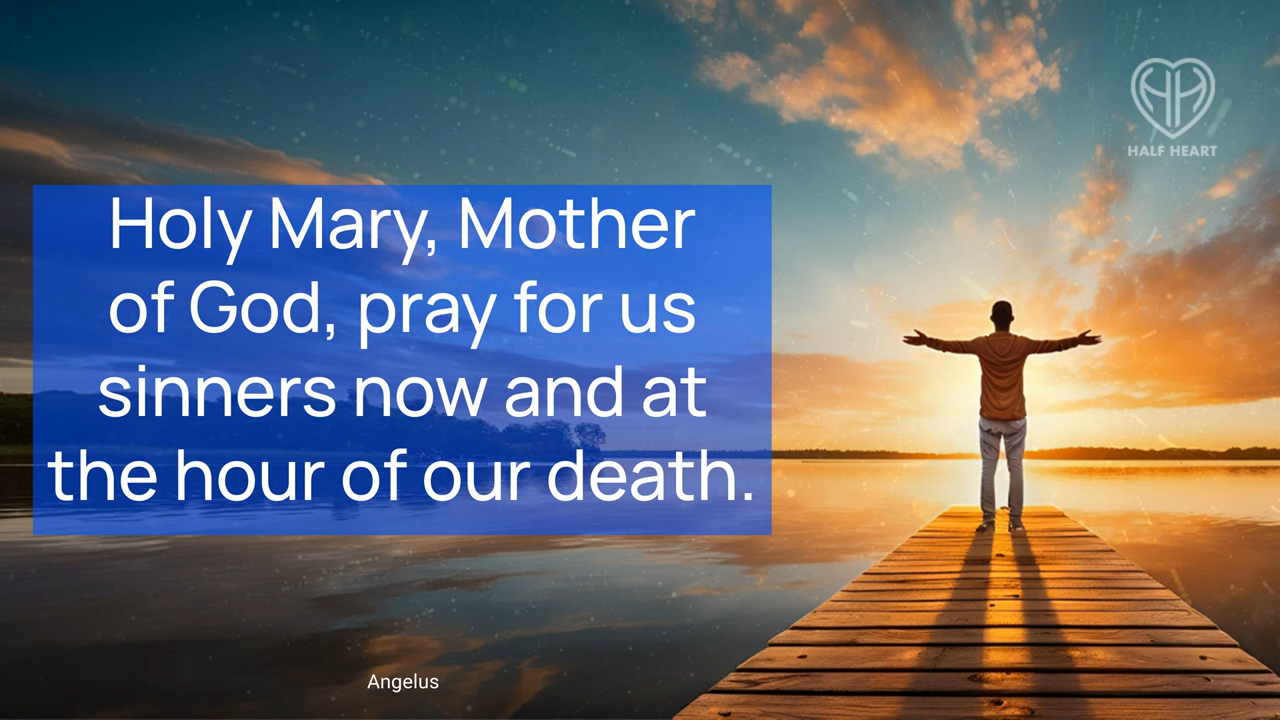 HALF HEART
Holy Mary, Mother
of God, pray for us
sinners now and at
the hour of our death.
Angelus